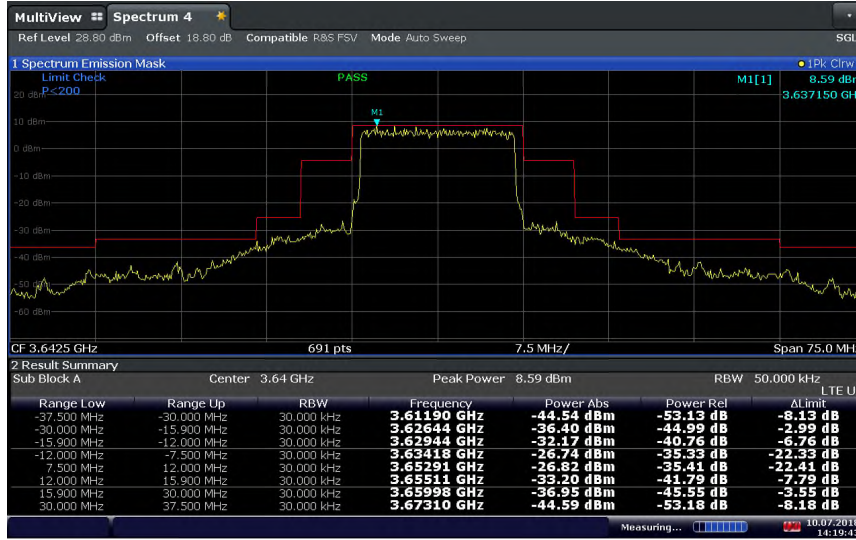 MultiView Spectrum 4
Ref Level 28.80 dBm Offset 18.80 dB Compatible R&S FSV Mode Auto Sweep SGL
1 Spectrum Emission Mask 1Pk Clrw
Limit Check PASS M1[1] 8.59 dBm
P<200 3.637150 GH
20 dBm
M1
10 dBm
0 dBm
-10 dBm
-20 dBm
-30 dBm
-40 dBm
-50 dBm
-60 dBm
CF 3.6425 GHz 691 pts 7.5 MHz/ Span 75.0 MH
2 Result Summary
Sub Block A Center 3.64 GHz Peak Power 8.59 dBm RBW 50.000 kHz
LTE U
Range Low Range Up RBW Frequency Power Abs Power Rel ΔLimit
-37.500 MHz -30.000 MHz 30.000 kHz 3.61190 GHz -44.54 dBm -53.13 dB -8.13 dB
-30.000 MHz -15.900 MHz 30.000 kHz 3.62644 GHz -36.40 dBm -44.99 dB -2.99 dB
-15.900 MHz -12.000 MHz 30.000 kHz 3.62944 GHz -32.17 dBm -40.76 dB -6.76 dB
-12.000 MHz -7.500 MHz 30.000 kHz 3.63418 GHz -26.74 dBm -35.33 dB -22.33 dB
7.500 MHz 12.000 MHz 30.000 kHz 3.65291 GHz -26.82 dBm -35.41 dB -22.41 dB
12.000 MHz 15.900 MHz 30.000 kHz 3.65511 GHz -33.20 dBm -41.79 dB -7.79 dB
15.900 MHz 30.000 MHz 30.000 kHz 3.65998 GHz -36.95 dBm -45.55 dB -3.55 dB
30.000 MHz 37.500 MHz 30.000 kHz 3.67310 GHz -44.59 dBm -53.18 dB -8.18 dB
Measuring... 10.07.2018
14:19:43